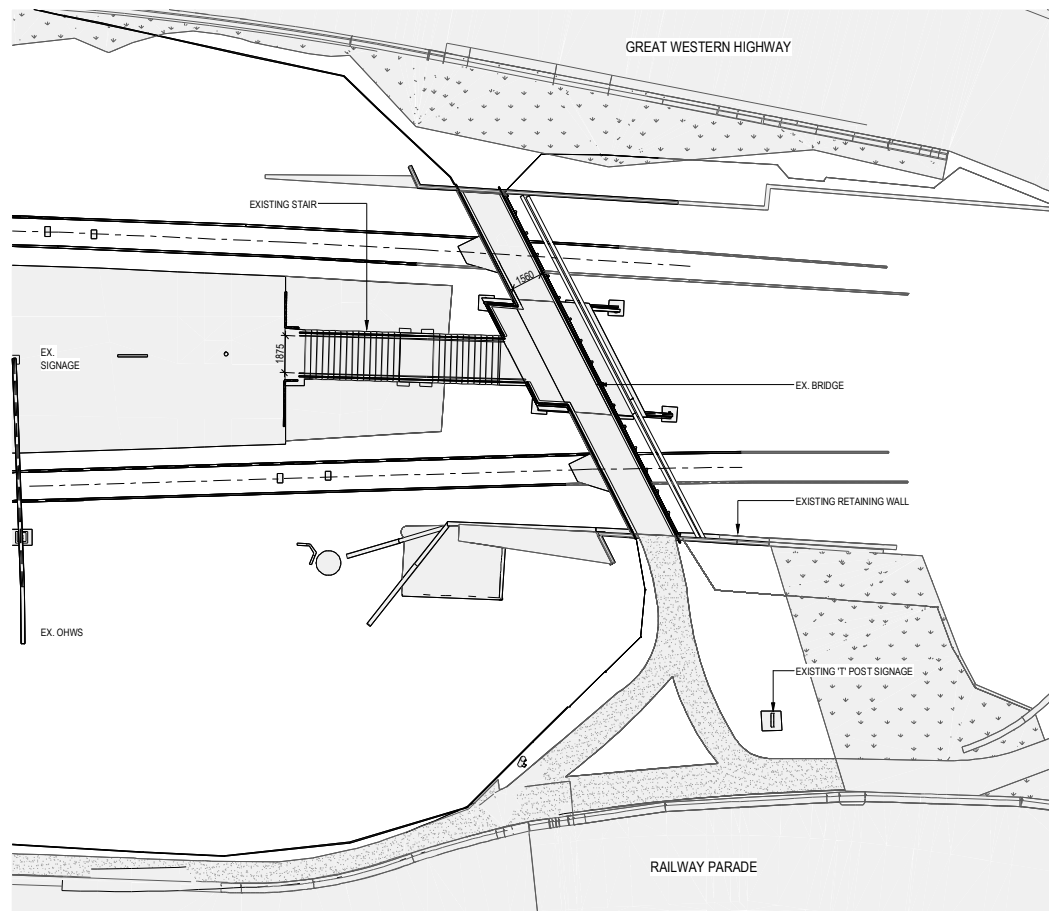 GREAT WESTERN HIGHWAY
EXISTING STAIR
1560
1875
EX.
SIGNAGE
EX. BRIDGE
EXISTING RETAINING WALL
EX. OHWS
EXISTING 'T' POST SIGNAGE
RAILWAY PARADE